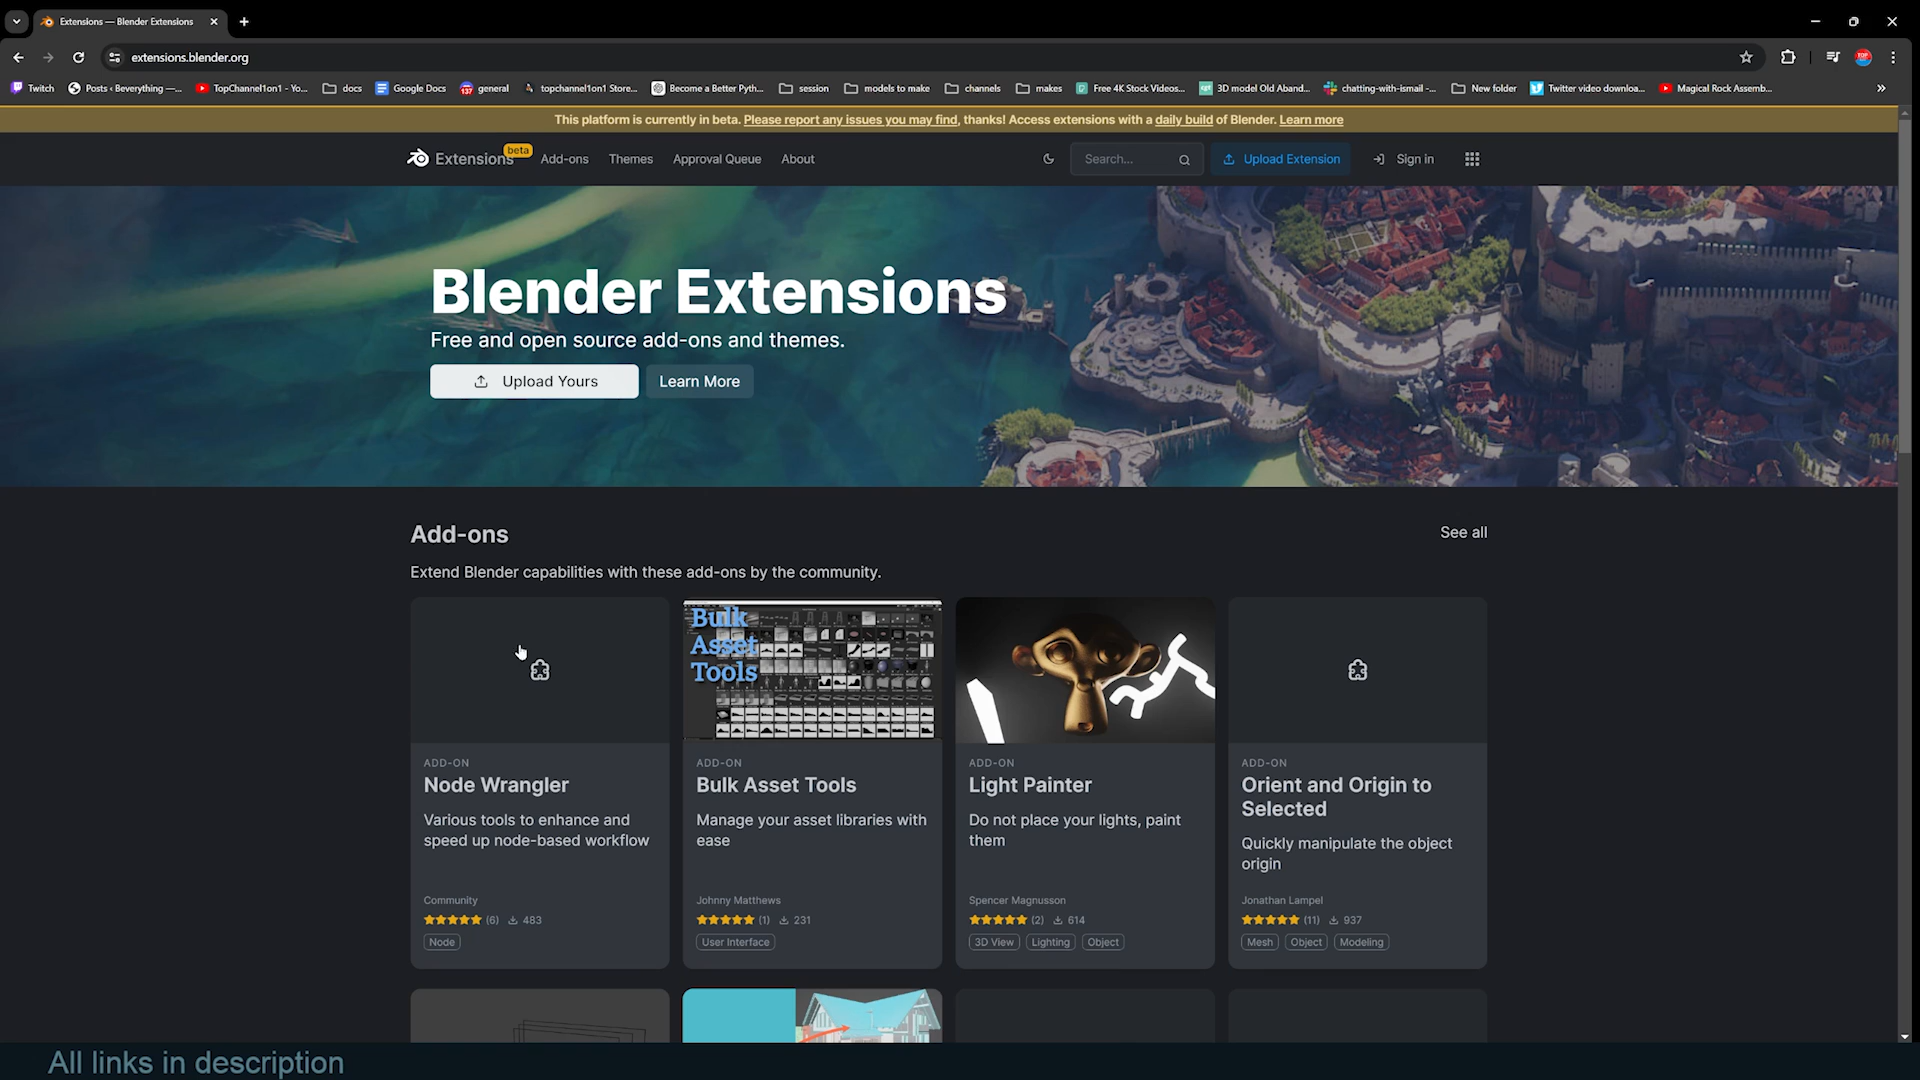 Extensions — Blender Extensions
extensions.blender.org
Twitch
Posts ‹ Beverything —...
TopChannel1on1 - Yo...
docs
Google Docs
137
general
topchannel1on1 Store...
Become a Better Pyth...
session
models to make
channels
makes
Free 4K Stock Videos...
3D model Old Aband...
chatting-with-ismail -...
New folder
Twitter video downloa...
Magical Rock Assemb...
This platform is currently in beta. Please report any issues you may find, thanks! Access extensions with a daily build of Blender. Learn more
Extensions
beta
Add-ons
Themes
Approval Queue
About
Search...
Upload Extension
Sign in
Blender Extensions
Free and open source add-ons and themes.
Upload Yours
Learn More
Add-ons
See all
Extend Blender capabilities with these add-ons by the community.
Bulk
Asset
Tools
ADD-ON
Node Wrangler
Various tools to enhance and
speed up node-based workflow
Community
(6) 483
Node
ADD-ON
Bulk Asset Tools
Manage your asset libraries with
ease
Johnny Matthews
(1) 231
User Interface
ADD-ON
Light Painter
Do not place your lights, paint
them
Spencer Magnusson
(2) 614
3D View Lighting Object
ADD-ON
Orient and Origin to
Selected
Quickly manipulate the object
origin
Jonathan Lampel
(11) 937
Mesh Object Modeling
All links in description